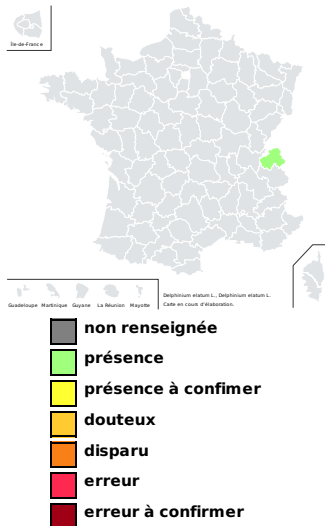 Île-de-France
Guadeloupe Martinique Guyane La Réunion Mayotte
Delphinium elatum L., Delphinium elatum L.
Carte en cours d'élaboration.
non renseignée
présence
présence à confimer
douteux
disparu
erreur
erreur à confirmer